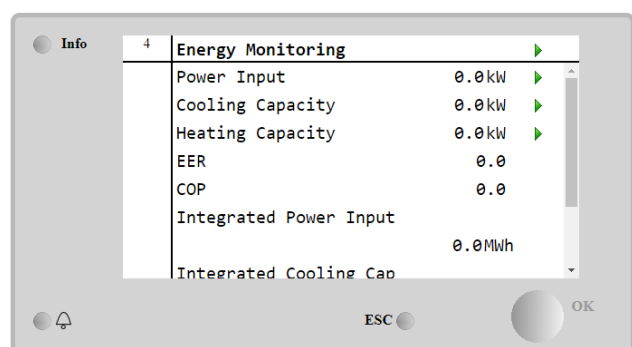 Info
4 Energy Monitoring
Power Input 0.0kW
Cooling Capacity 0.0kW
Heating Capacity 0.0kW
EER 0.0
COP 0.0
Integrated Power Input
0.0MWh
Integrated Cooling Cap
ESC
OK